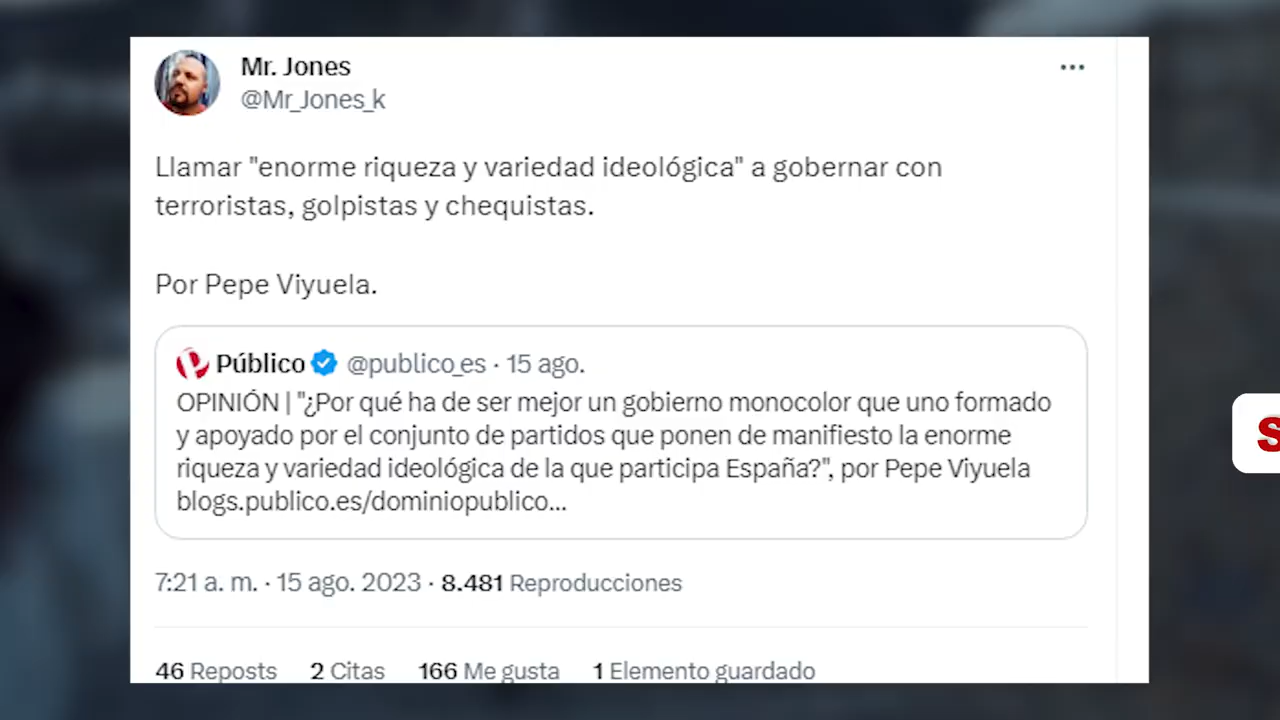 Mr. Jones
@Mr_Jones_k
Llamar "enorme riqueza y variedad ideológica" a gobernar con
terroristas, golpistas y chequistas.
Por Pepe Viyuela.
Público @publico_es · 15 ago.
OPINIÓN | "¿Por qué ha de ser mejor un gobierno monocolor que uno formado
y apoyado por el conjunto de partidos que ponen de manifiesto la enorme
riqueza y variedad ideológica de la que participa España?", por Pepe Viyuela
blogs.publico.es/dominiopublico...
7:21 a. m. · 15 ago. 2023 · 8.481 Reproducciones
46 Reposts 2 Citas 166 Me gusta 1 Elemento guardado
S